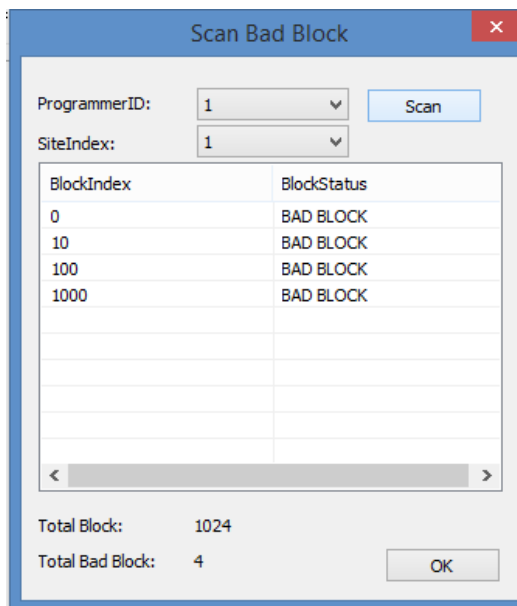 Scan Bad Block
ProgrammerID: 1 Scan
SiteIndex: 1
BlockIndex BlockStatus
0 BAD BLOCK
10 BAD BLOCK
100 BAD BLOCK
1000 BAD BLOCK
Total Block: 1024
Total Bad Block: 4 OK